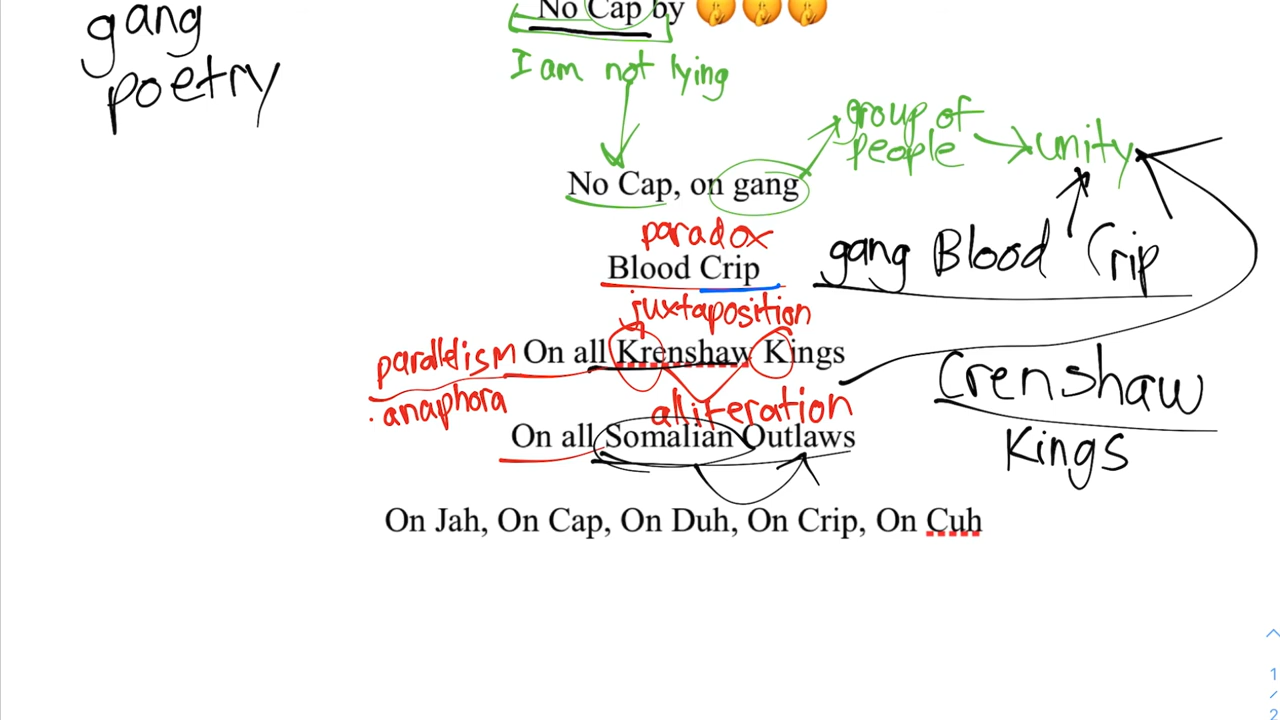 gang
poetry
No Cap by 🤫🤫🤫
I am not lying
group of
people
unity
No Cap, on gang
paradox
Blood Crip
gang Blood Crip
juxtaposition
On all Krenshaw Kings
parallelism
anaphora
alliteration
Crenshaw
Kings
On all Somalian Outlaws
On Jah, On Cap, On Duh, On Crip, On Cuh
1
/
2